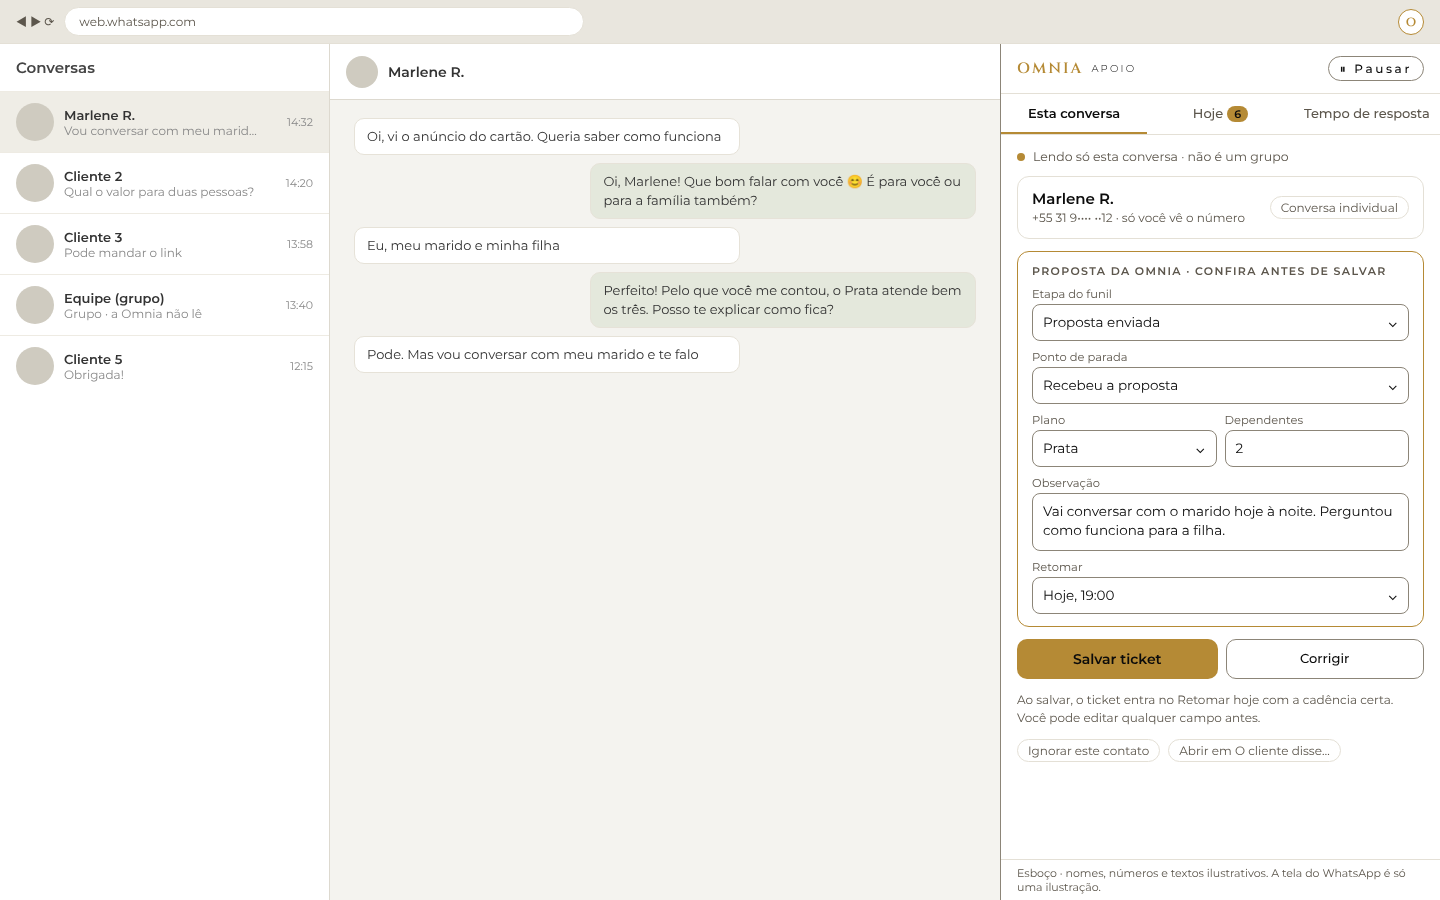 web.whatsapp.com
O
Conversas
Marlene R.
Vou conversar com meu marid...
14:32
Cliente 2
Qual o valor para duas pessoas?
14:20
Cliente 3
Pode mandar o link
13:58
Equipe (grupo)
Grupo · a Omnia não lê
13:40
Cliente 5
Obrigada!
12:15
Marlene R.
Oi, vi o anúncio do cartão. Queria saber como funciona
Oi, Marlene! Que bom falar com você 😊 É para você ou
para a família também?
Eu, meu marido e minha filha
Perfeito! Pelo que você me contou, o Prata atende bem
os três. Posso te explicar como fica?
Pode. Mas vou conversar com meu marido e te falo
OMNIA APOIO
Pausar
Esta conversa
Hoje 6
Tempo de resposta
Lendo só esta conversa · não é um grupo
Marlene R.
+55 31 9•••• ••12 · só você vê o número
Conversa individual
PROPOSTA DA OMNIA · CONFIRA ANTES DE SALVAR
Etapa do funil
Proposta enviada
Ponto de parada
Recebeu a proposta
Plano
Prata
Dependentes
2
Observação
Vai conversar com o marido hoje à noite. Perguntou
como funciona para a filha.
Retomar
Hoje, 19:00
Salvar ticket
Corrigir
Ao salvar, o ticket entra no Retomar hoje com a cadência certa.
Você pode editar qualquer campo antes.
Ignorar este contato
Abrir em O cliente disse...
Esboço · nomes, números e textos ilustrativos. A tela do WhatsApp é só
uma ilustração.